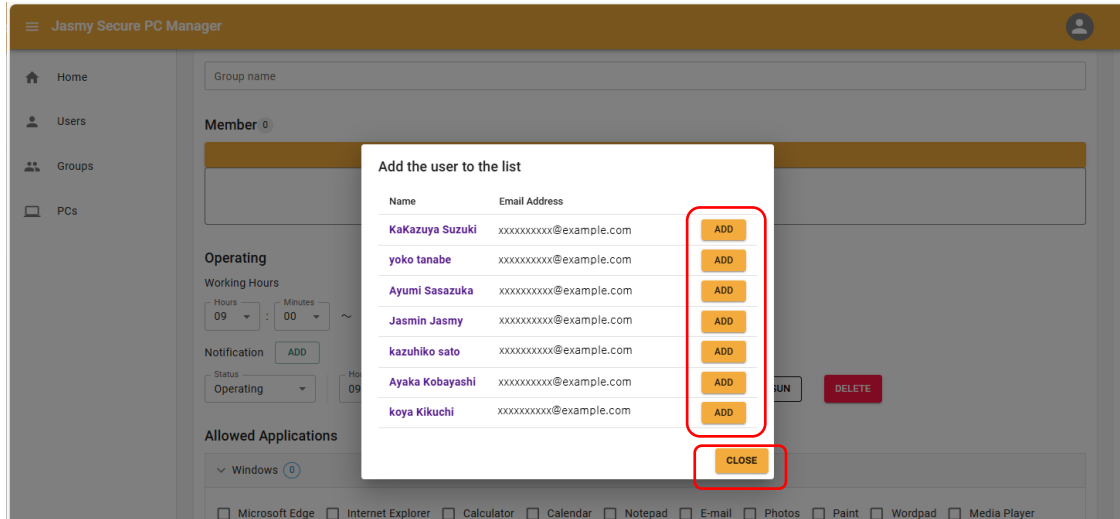 Jasmy Secure PC Manager
Home
Users
Groups
PCs
Group name
Member 0
Operating
Working Hours
Hours Minutes
09 : 00 ~
Notification ADD
Status
Operating
09
SUN DELETE
Allowed Applications
Windows 0
Microsoft Edge Internet Explorer Calculator Calendar Notepad E-mail Photos Paint Wordpad Media Player
Add the user to the list
Name Email Address
KaKazuya Suzuki xxxxxxxxxx@example.com ADD
yoko tanabe xxxxxxxxxx@example.com ADD
Ayumi Sasazuka xxxxxxxxxx@example.com ADD
Jasmin Jasmy xxxxxxxxxx@example.com ADD
kazuhiko sato xxxxxxxxxx@example.com ADD
Ayaka Kobayashi xxxxxxxxxx@example.com ADD
koya Kikuchi xxxxxxxxxx@example.com ADD
CLOSE